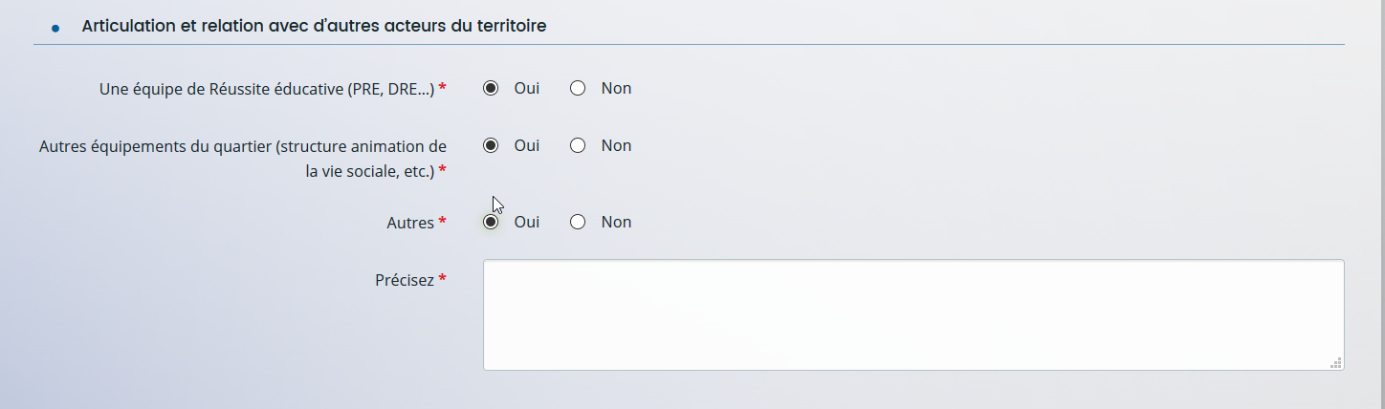 Articulation et relation avec d'autres acteurs du territoire
Une équipe de Réussite éducative (PRE, DRE...) * Oui Non
Autres équipements du quartier (structure animation de
la vie sociale, etc.) * Oui Non
Autres * Oui Non
Précisez *